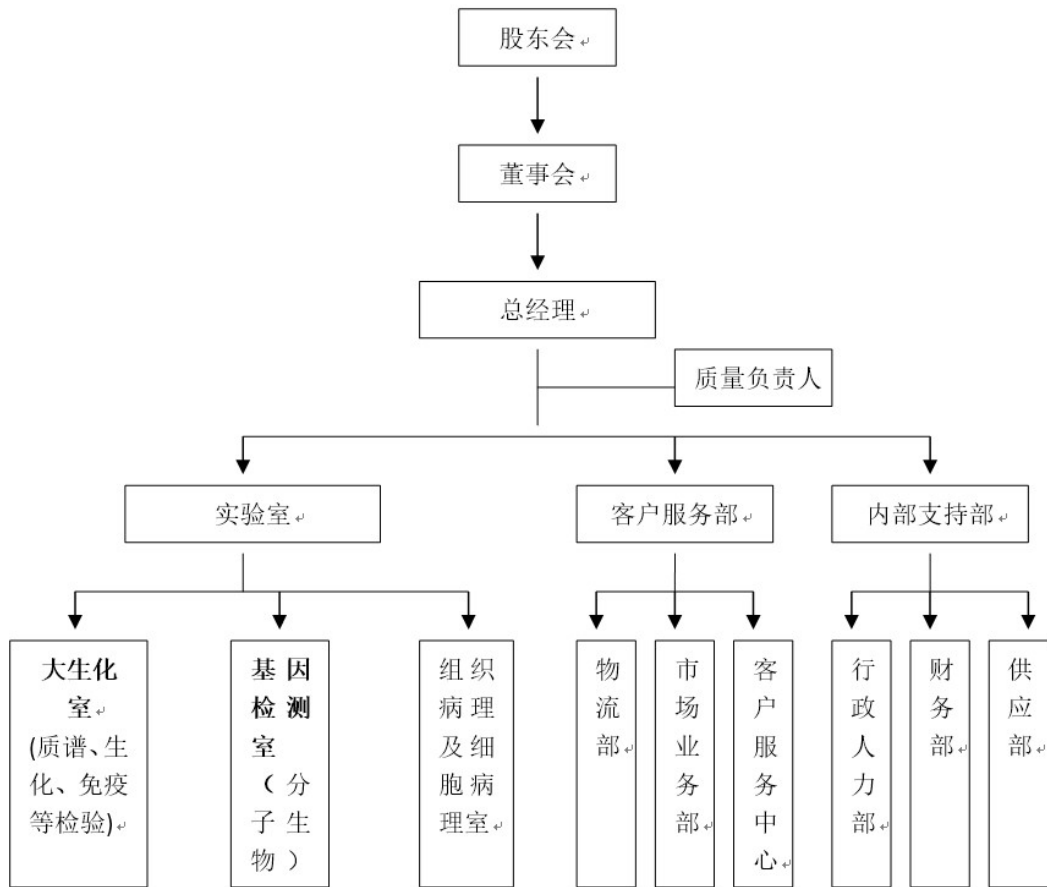 股东会
董事会
总经理
质量负责人
实验室
客户服务部
内部支持部
大生化
室
(质谱、生
化、免疫
等检验)
基因
检测
室
（分
子生
物）
组织
病理
及细
胞病
理室
物
流
部
市
场
业
务
部
客
户
服
务
中
心
行
政
人
力
部
财
务
部
供
应
部